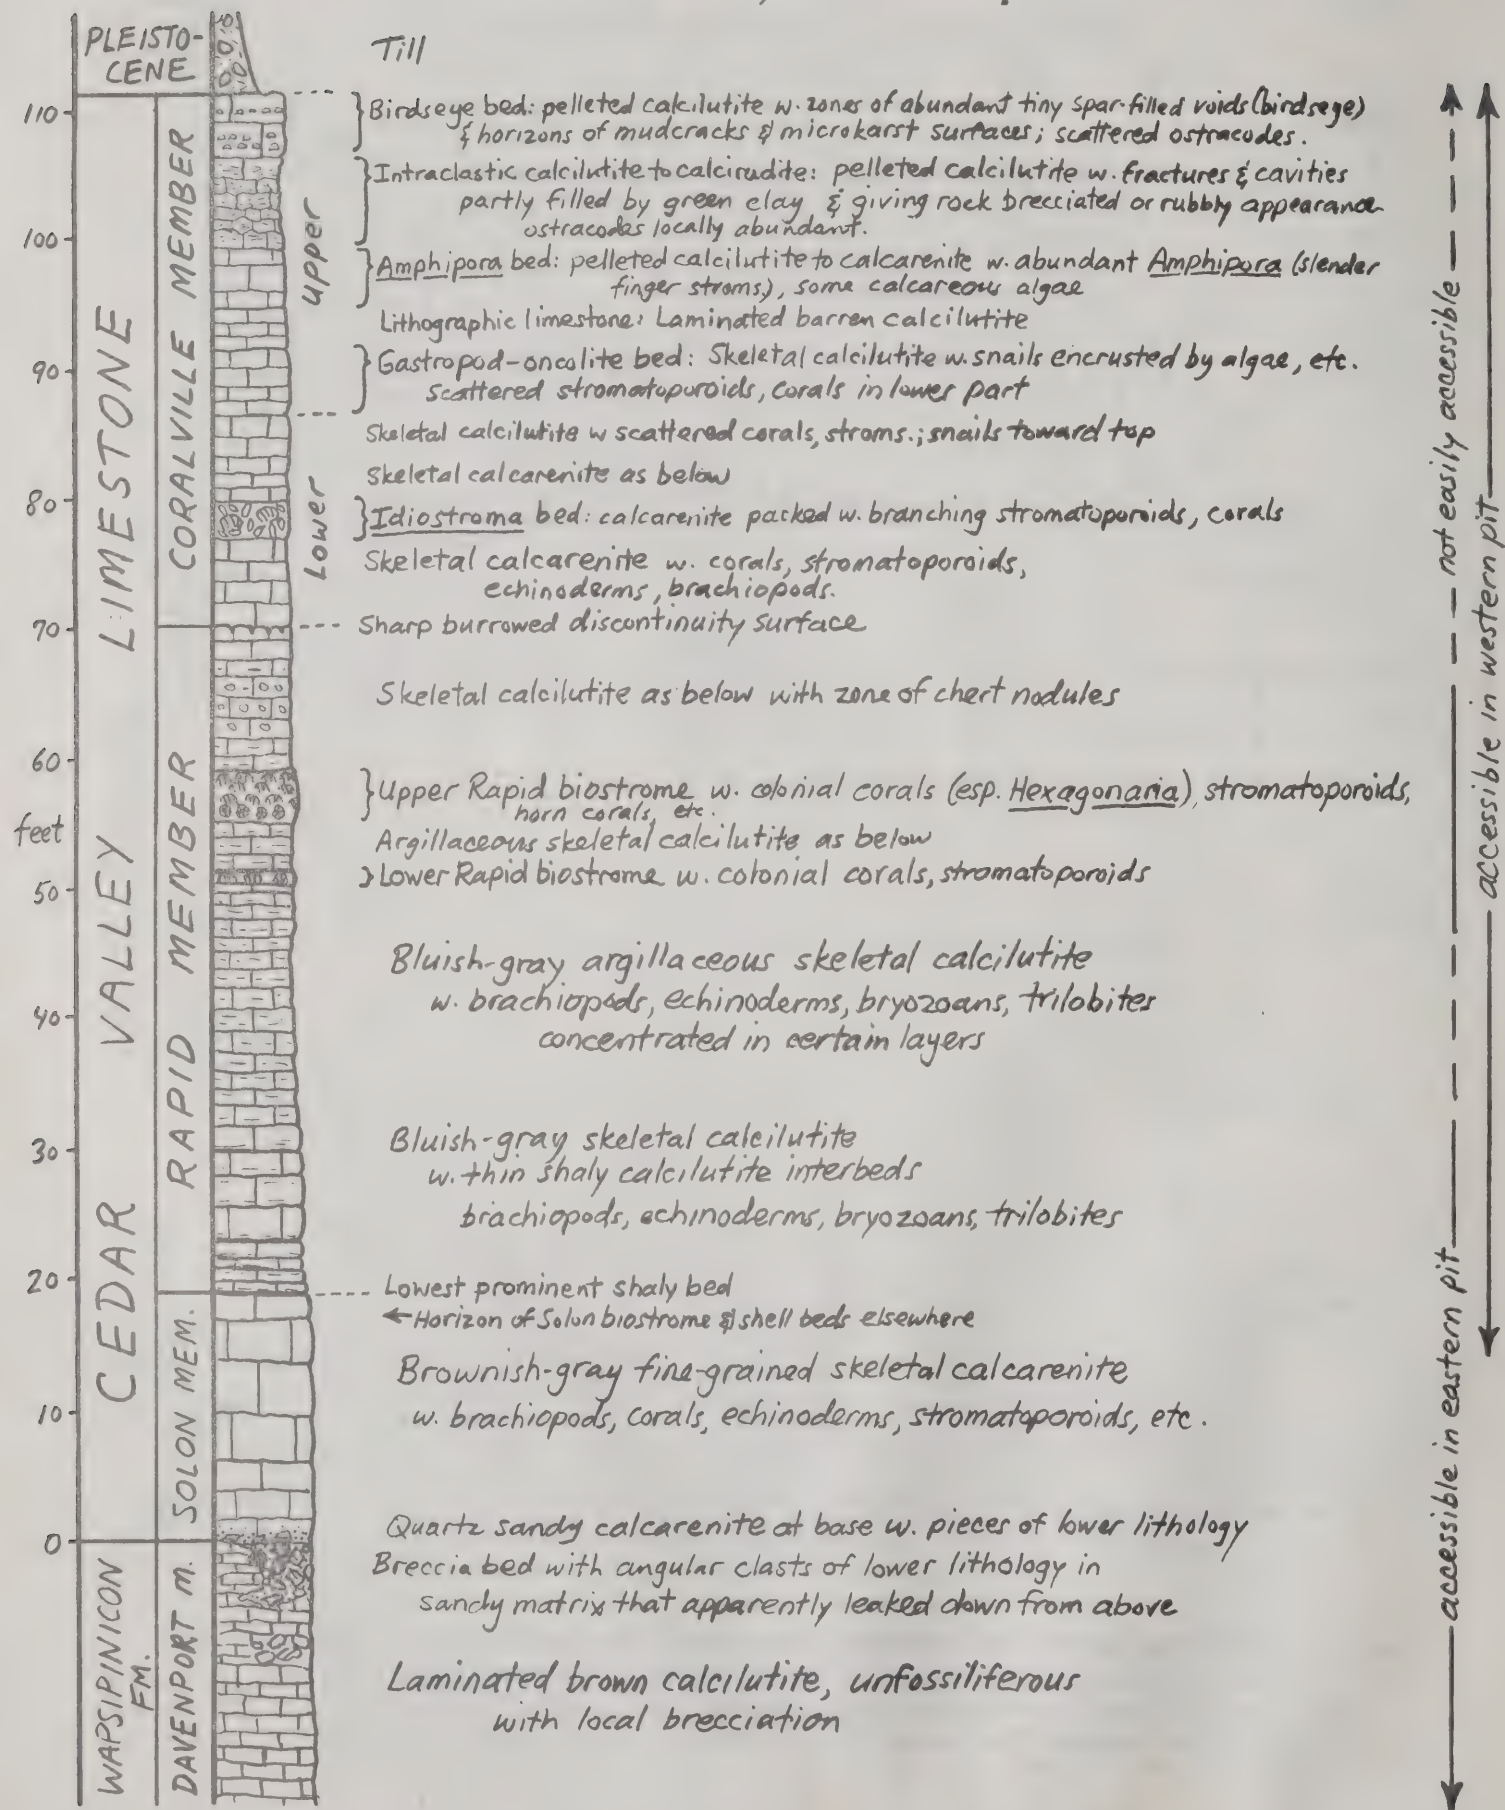 PLEISTO-
CENE
Till
110
100
90
80
70
60
feet
50
40
30
20
10
0
CEDAR VALLEY LIMESTONE
WAPSIPINICON
FM.
CORALVILLE MEMBER
RAPID MEMBER
SOLON MEM.
DAVENPORT M.
Upper
Lower
Birdseye bed: pelleted calcilutite w. zones of abundant tiny spar-filled voids (birdseye)
& horizons of mudcracks & microkarst surfaces; scattered ostracodes.
Intraclastic calcilutite to calcirudite: pelleted calcilutite w. fractures & cavities
partly filled by green clay & giving rock brecciated or rubbly appearance
ostracodes locally abundant.
Amphipora bed: pelleted calcilutite to calcarenite w. abundant Amphipora (slender
finger stroms), some calcareous algae
Lithographic limestone: Laminated barren calcilutite
Gastropod-oncolite bed: Skeletal calcilutite w. snails encrusted by algae, etc.
Scattered stromatoporoids, corals in lower part
Skeletal calcilutite w scattered corals, stroms.; snails toward top
Skeletal calcarenite as below
Idiostroma bed: calcarenite packed w. branching stromatoporoids, corals
Skeletal calcarenite w. corals, stromatoporoids,
echinoderms, brachiopods.
Sharp burrowed discontinuity surface
Skeletal calcilutite as below with zone of chert nodules
Upper Rapid biostrome w. colonial corals (esp. Hexagonaria), stromatoporoids,
horn corals, etc.
Argillaceous skeletal calcilutite as below
Lower Rapid biostrome w. colonial corals, stromatoporoids
Bluish-gray argillaceous skeletal calcilutite
w. brachiopods, echinoderms, bryozoans, trilobites
concentrated in certain layers
Bluish-gray skeletal calcilutite
w. thin shaly calcilutite interbeds
brachiopods, echinoderms, bryozoans, trilobites
Lowest prominent shaly bed
← Horizon of Solon biostrome & shell beds elsewhere
Brownish-gray fine-grained skeletal calcarenite
w. brachiopods, corals, echinoderms, stromatoporoids, etc.
Quartz sandy calcarenite at base w. pieces of lower lithology
Breccia bed with angular clasts of lower lithology in
sandy matrix that apparently leaked down from above
Laminated brown calcilutite, unfossiliferous
with local brecciation
accessible in eastern pit
not easily accessible
accessible in western pit